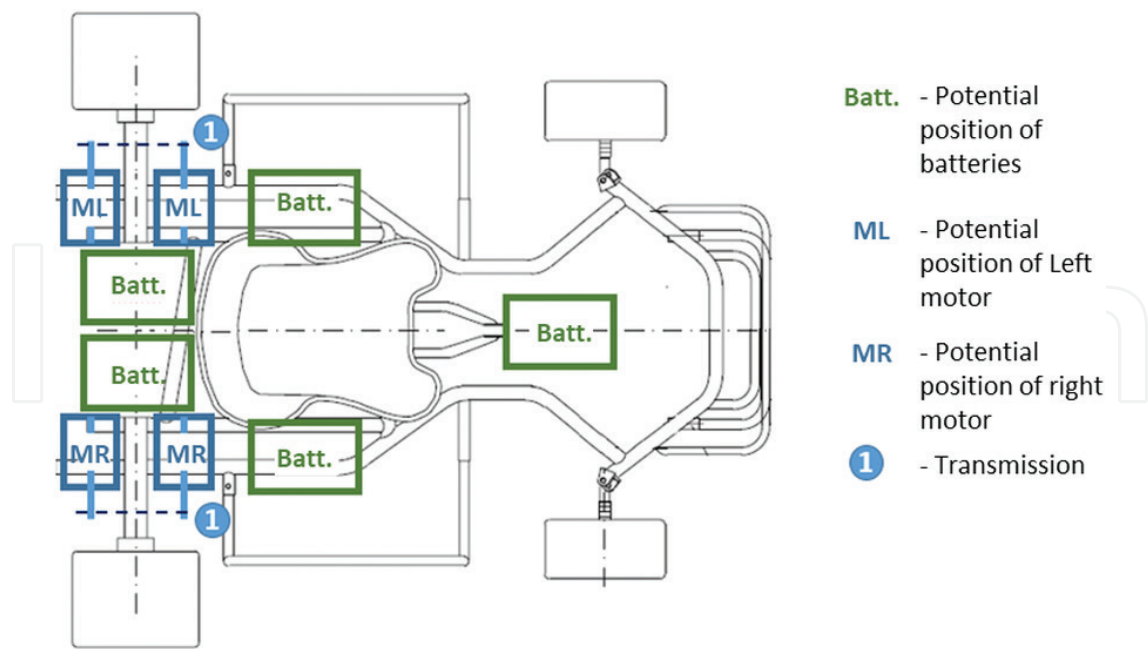 1
ML
ML
Batt.
Batt.
Batt.
Batt.
MR
MR
Batt.
1
Batt. - Potential
position of
batteries
ML - Potential
position of Left
motor
MR - Potential
position of right
motor
1 - Transmission